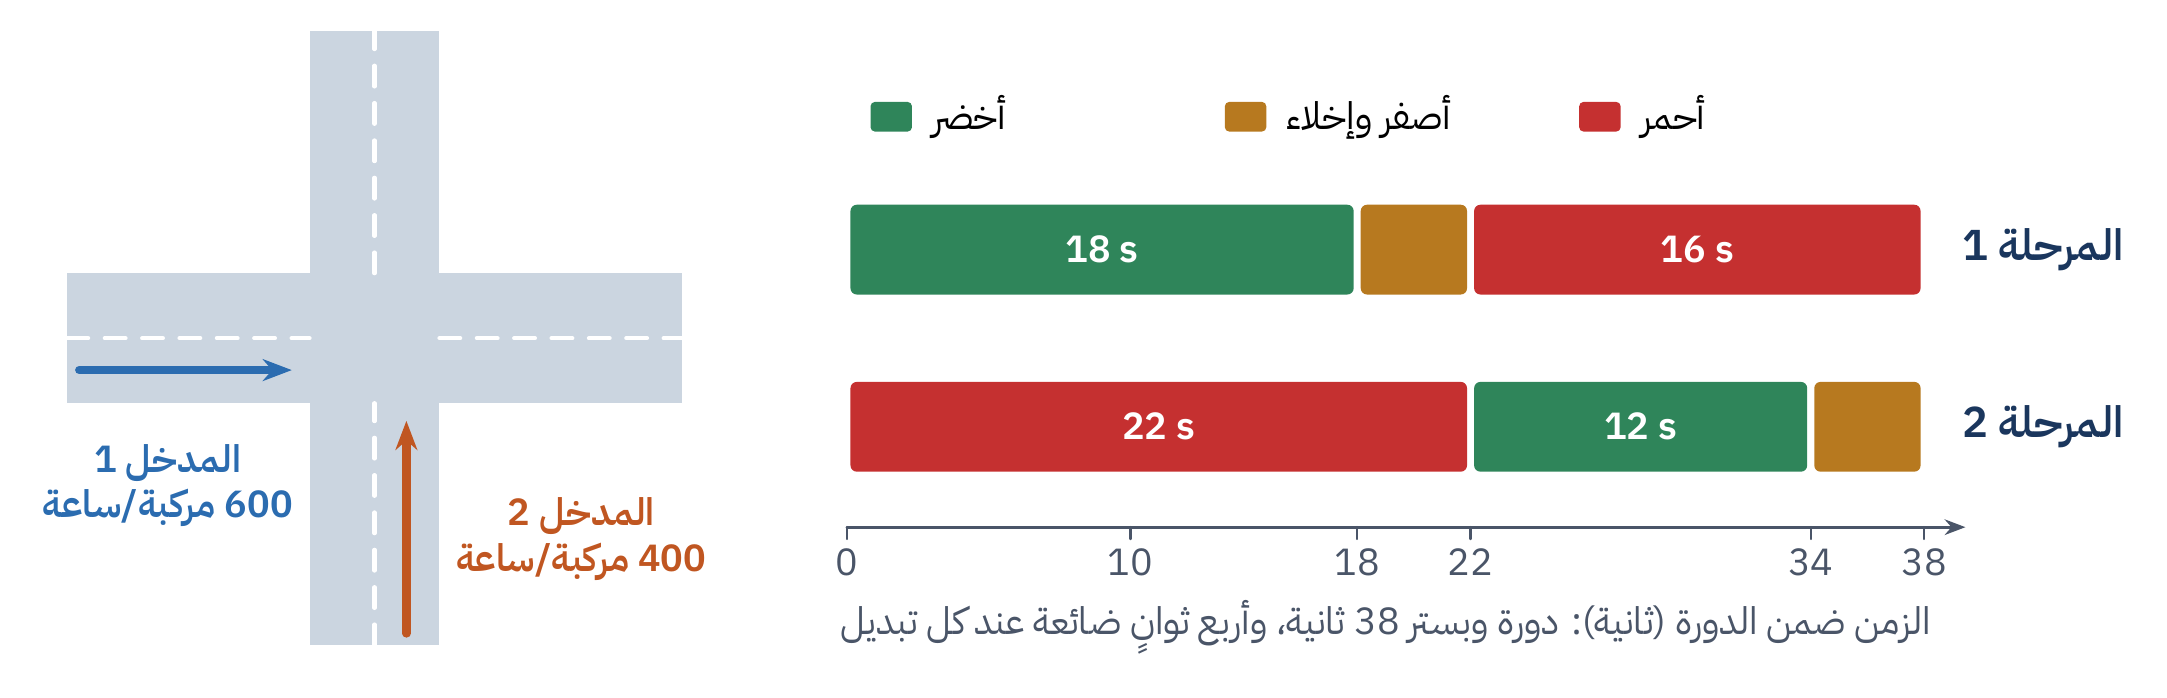 أخضر
أصفر وإخلاء
أحمر
18 s
16 s
المرحلة 1
22 s
12 s
المرحلة 2
المدخل 1
600 مركبة/ساعة
المدخل 2
400 مركبة/ساعة
0 10 18 22 34 38
الزمن ضمن الدورة (ثانية): دورة وبستر 38 ثانية، وأربع ثوانٍ ضائعة عند كل تبديل